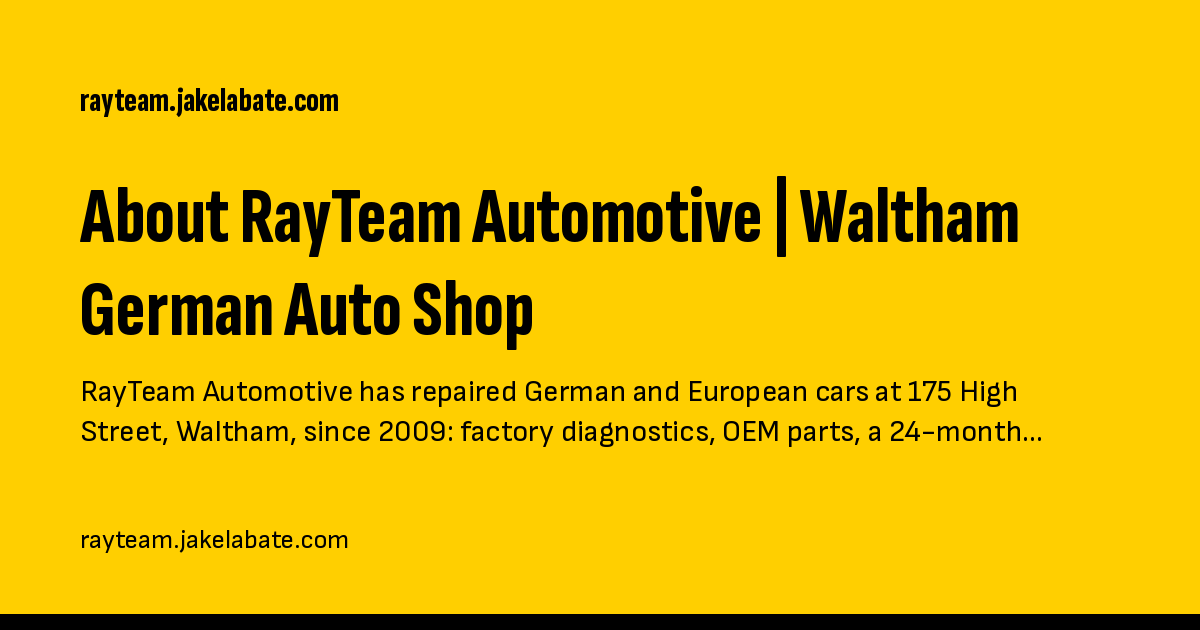 rayteam.jakelabate.com
About RayTeam Automotive | Waltham
German Auto Shop
RayTeam Automotive has repaired German and European cars at 175 High
Street, Waltham, since 2009: factory diagnostics, OEM parts, a 24-month...
rayteam.jakelabate.com